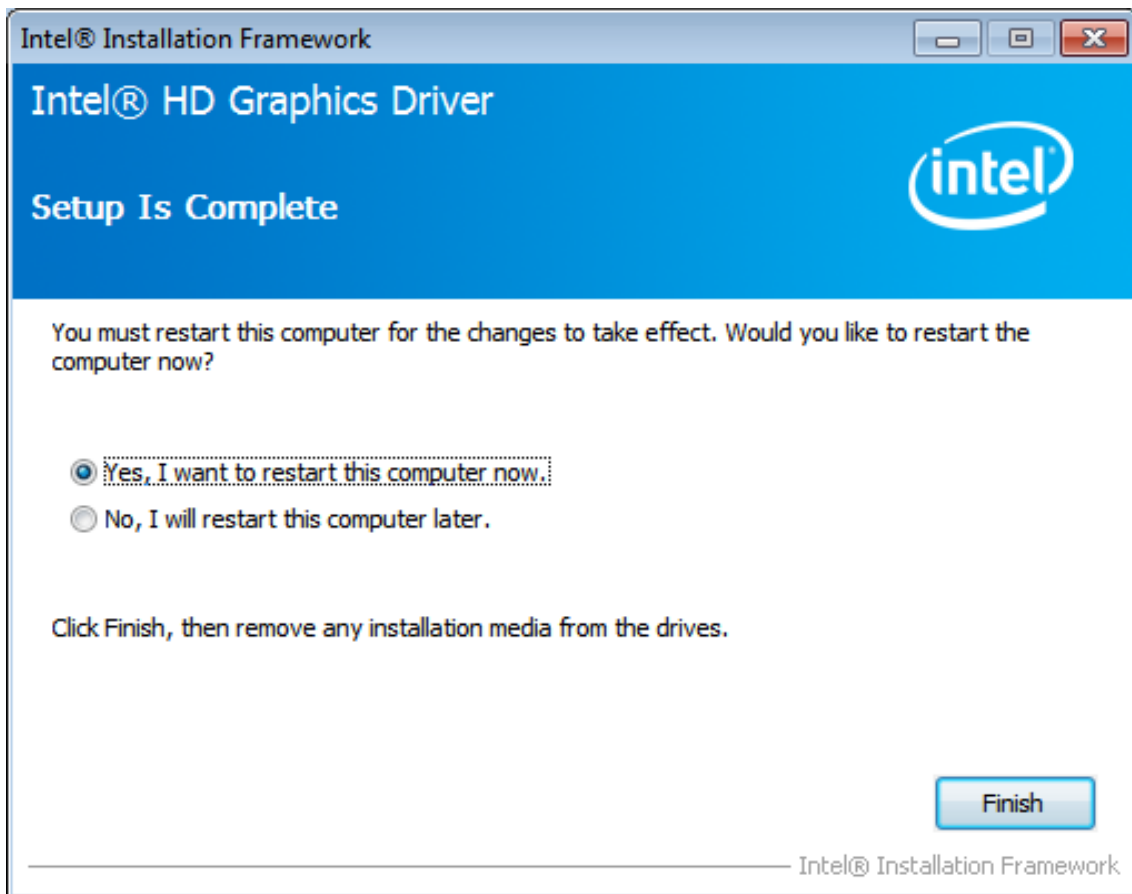 Intel® Installation Framework
Intel® HD Graphics Driver
intel®
Setup Is Complete
You must restart this computer for the changes to take effect. Would you like to restart the
computer now?
Yes, I want to restart this computer now.
No, I will restart this computer later.
Click Finish, then remove any installation media from the drives.
Finish
Intel® Installation Framework